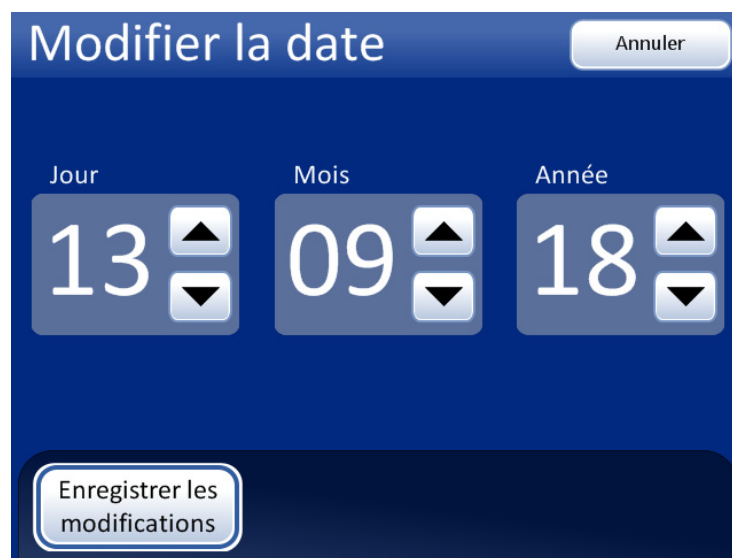 Modifier la date
Annuler
Jour
Mois
Année
13
09
18
Enregistrer les
modifications